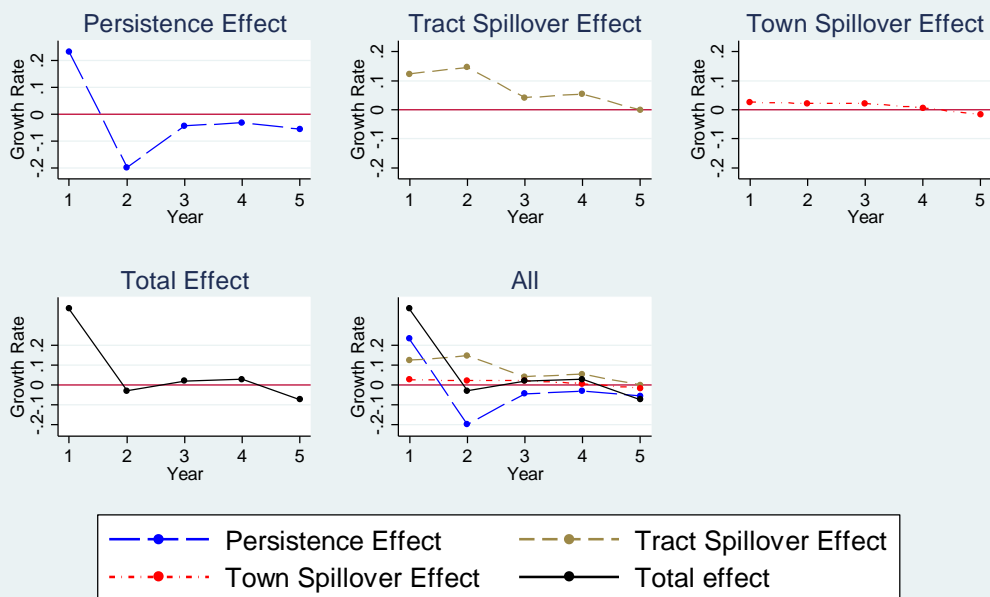 Persistence Effect
Growth Rate
-.2 -.1 0 .1 .2
1 2 3 4 5
Year
Tract Spillover Effect
Growth Rate
-.2 -.1 0 .1 .2
1 2 3 4 5
Year
Town Spillover Effect
Growth Rate
-.2 -.1 0 .1 .2
1 2 3 4 5
Year
Total Effect
Growth Rate
-.2 -.1 0 .1 .2
1 2 3 4 5
Year
All
Growth Rate
-.2 -.1 0 .1 .2
1 2 3 4 5
Year
Persistence Effect
Tract Spillover Effect
Town Spillover Effect
Total effect